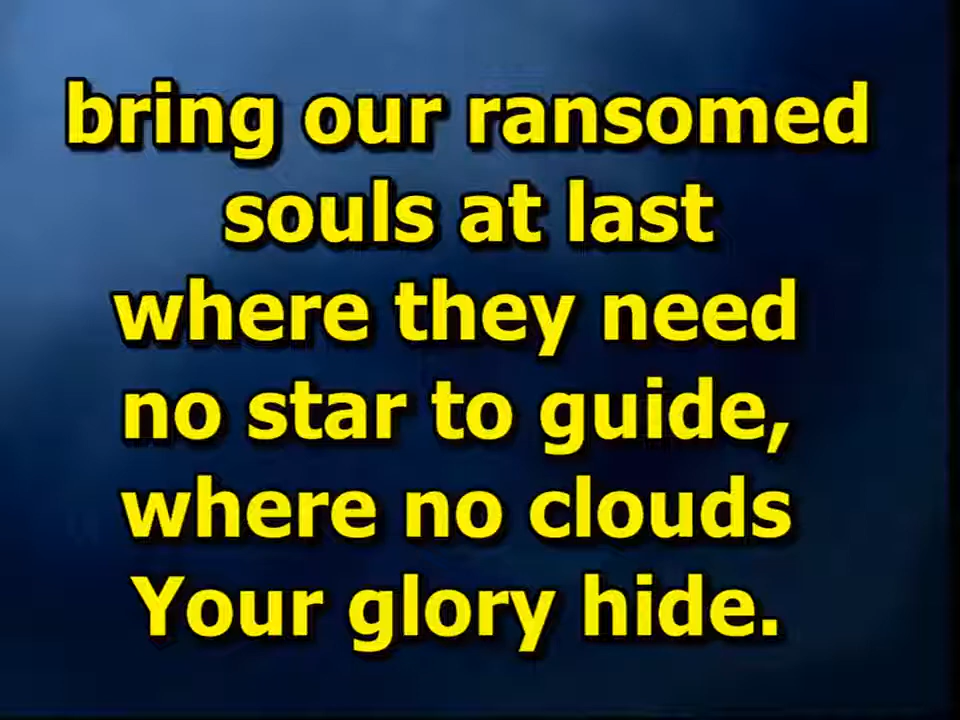 bring our ransomed
souls at last
where they need
no star to guide,
where no clouds
Your glory hide.